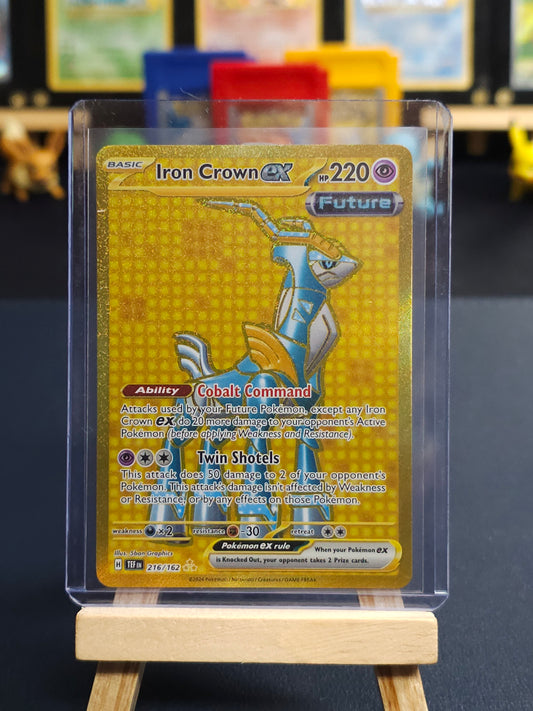 BASIC Iron Crown ex HP 220
Future
Ability Cobalt Command
Attacks used by your Future Pokémon, except any Iron
Crown ex, do 20 more damage to your opponent's Active
Pokémon (before applying Weakness and Resistance).
Twin Shotels
This attack does 50 damage to 2 of your opponent's
Pokémon. This attack's damage isn't affected by Weakness
or Resistance, or by any effects on those Pokémon.
weakness ×2 resistance -30 retreat
Illus. 5ban Graphics
Pokémon ex rule
When your Pokémon ex
is Knocked Out, your opponent takes 2 Prize cards.
H TEF EN 216/162
©2024 Pokémon / Nintendo / Creatures / GAME FREAK